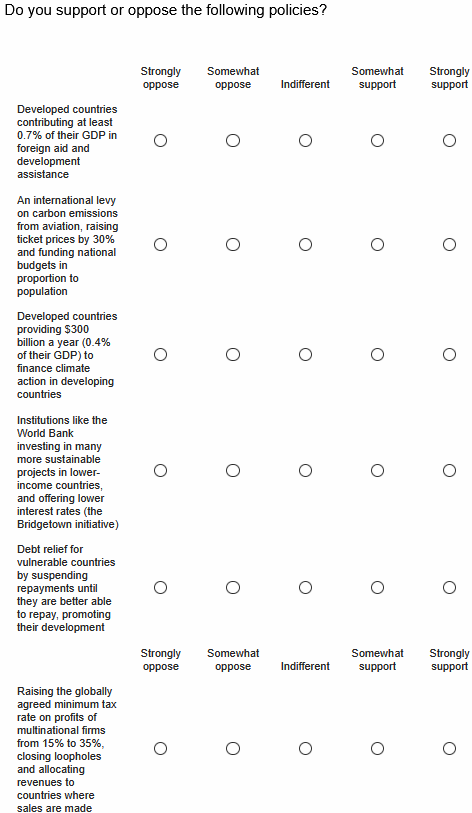 Do you support or oppose the following policies?
Strongly oppose
Somewhat oppose
Indifferent
Somewhat support
Strongly support
Developed countries
contributing at least
0.7% of their GDP in
foreign aid and
development
assistance
An international levy
on carbon emissions
from aviation, raising
ticket prices by 30%
and funding national
budgets in
proportion to
population
Developed countries
providing $300
billion a year (0.4%
of their GDP) to
finance climate
action in developing
countries
Institutions like the
World Bank
investing in many
more sustainable
projects in lower-
income countries,
and offering lower
interest rates (the
Bridgetown initiative)
Debt relief for
vulnerable countries
by suspending
repayments until
they are better able
to repay, promoting
their development
Strongly oppose
Somewhat oppose
Indifferent
Somewhat support
Strongly support
Raising the globally
agreed minimum tax
rate on profits of
multinational firms
from 15% to 35%,
closing loopholes
and allocating
revenues to
countries where
sales are made